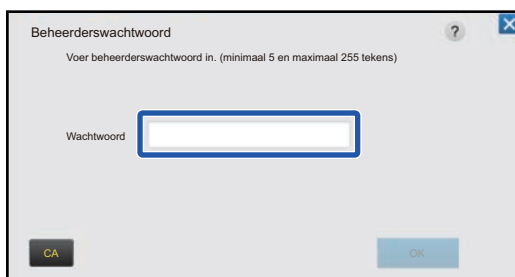 Beheerderswachtwoord
?
Voer beheerderswachtwoord in. (minimaal 5 en maximaal 255 tekens)
Wachtwoord
CA
OK